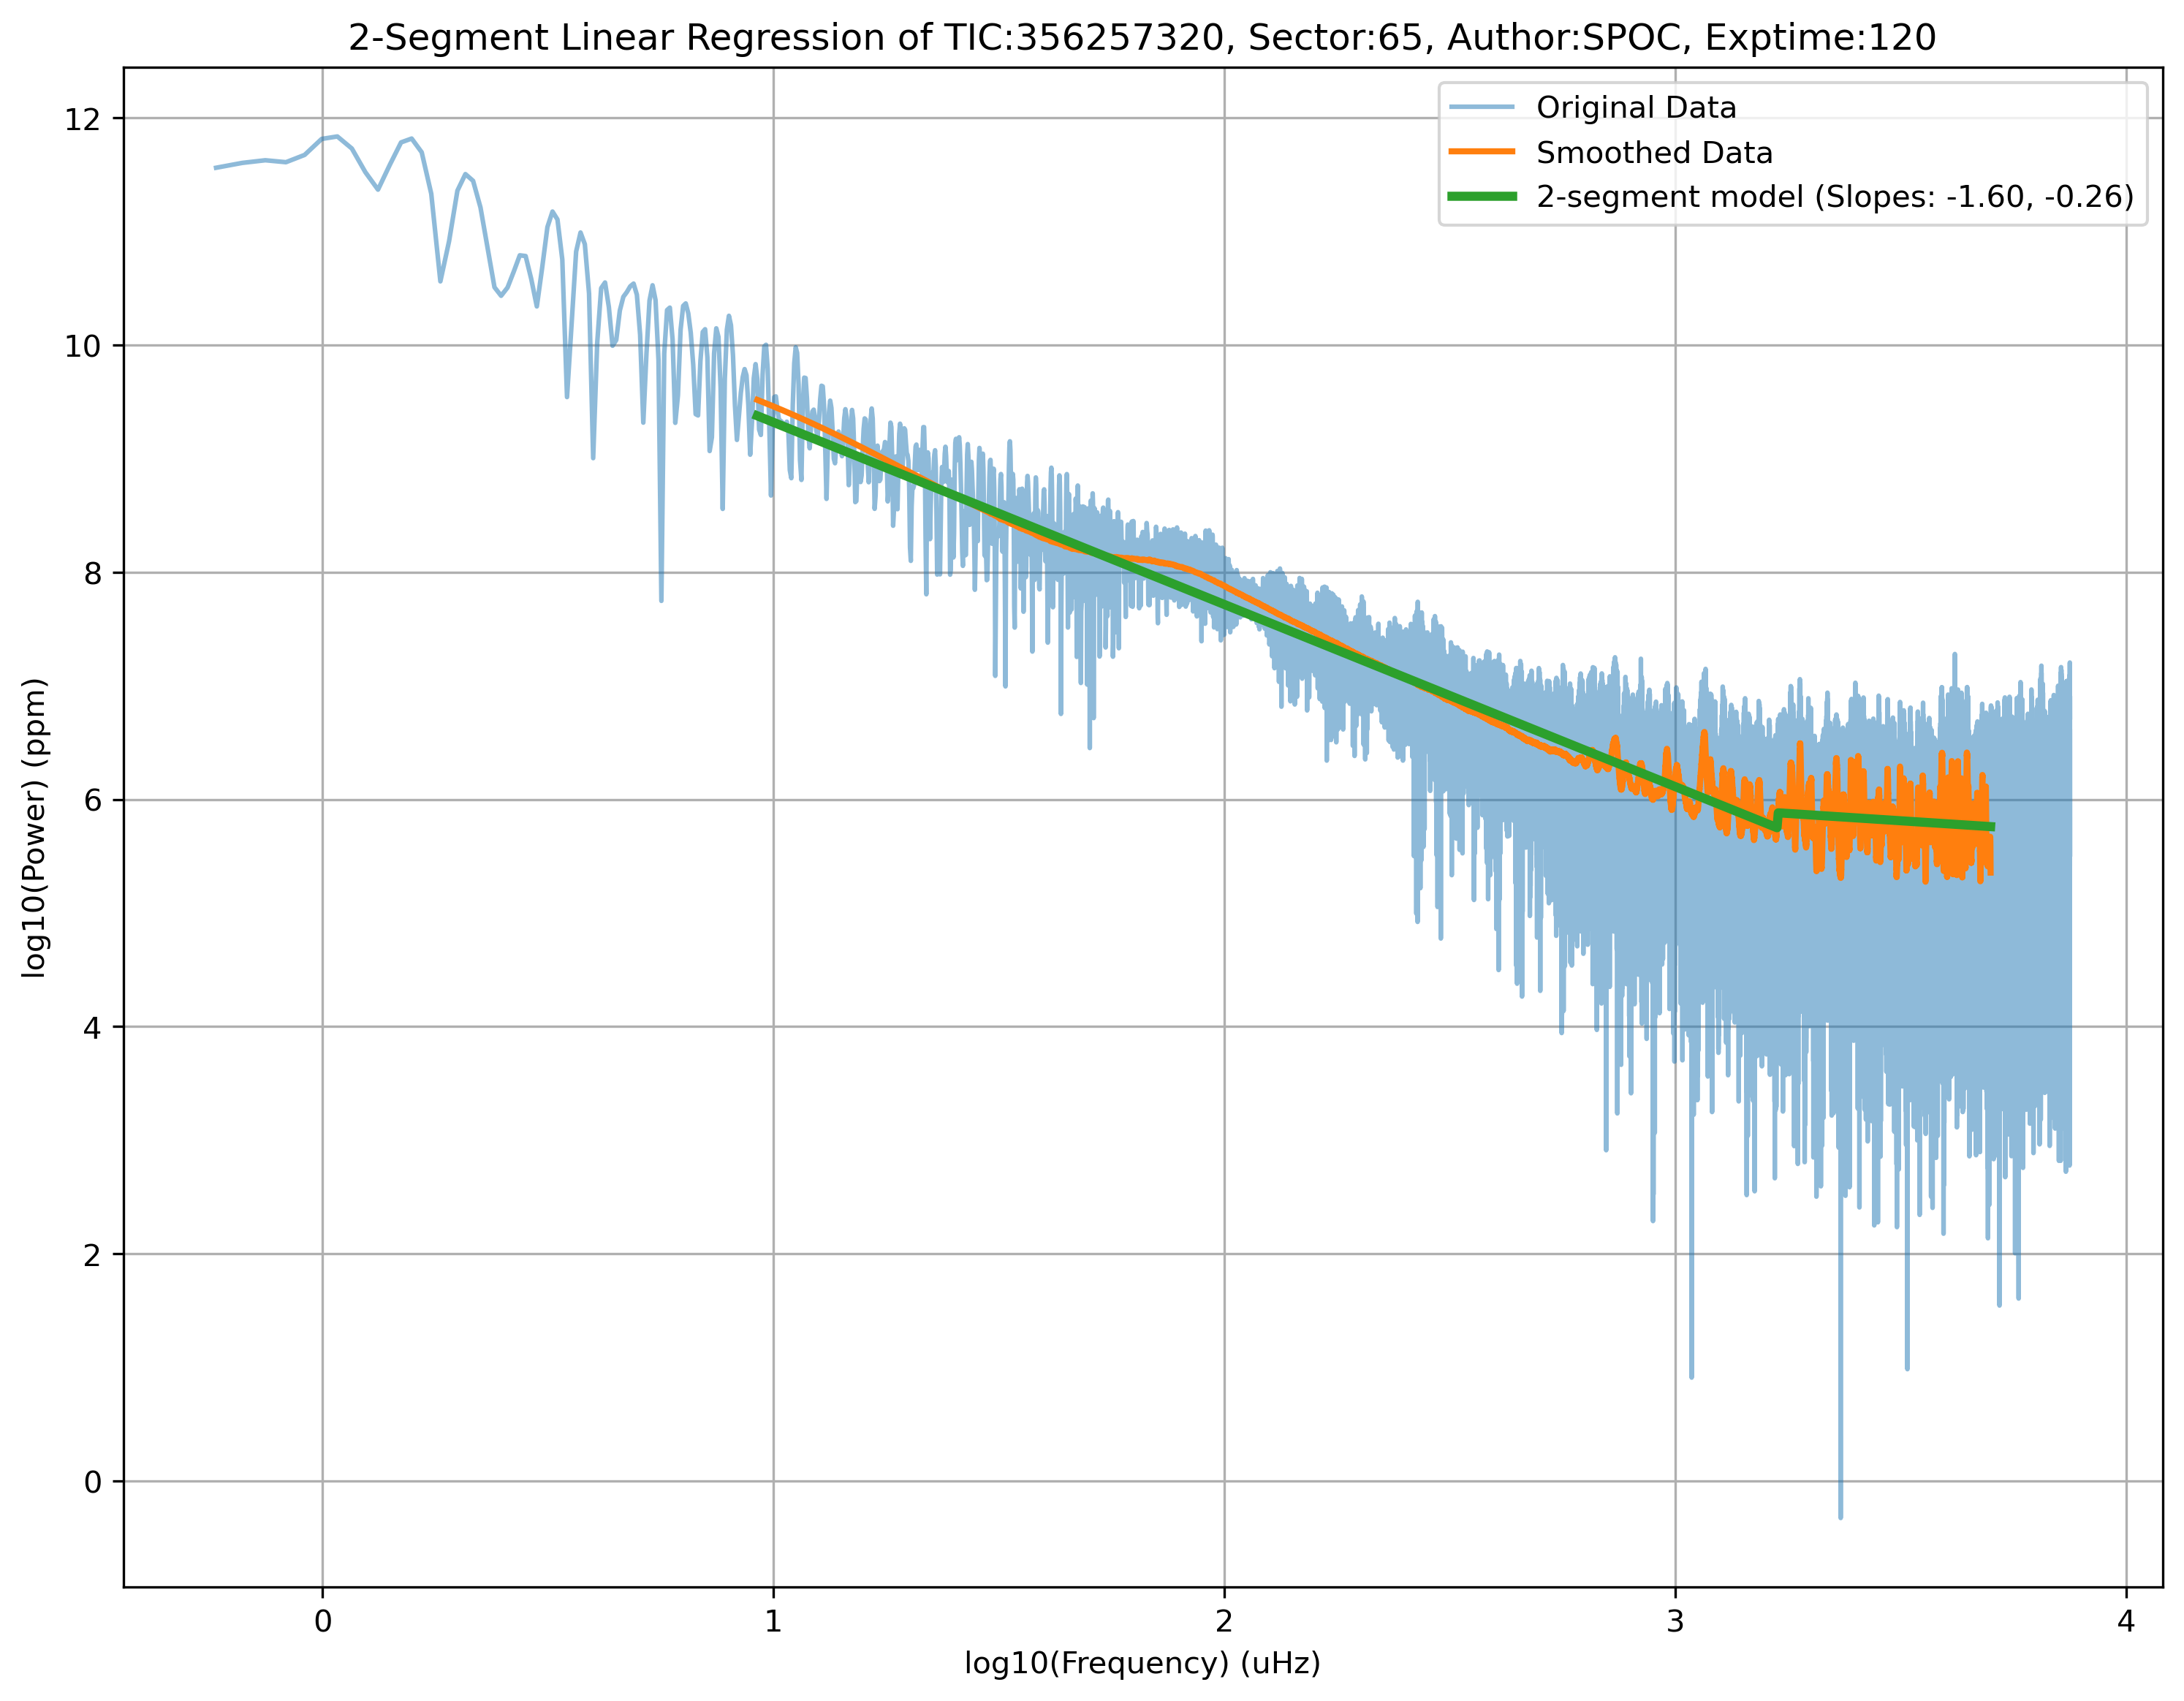 2-Segment Linear Regression of TIC:356257320, Sector:65, Author:SPOC, Exptime:120
Original Data
Smoothed Data
2-segment model (Slopes: -1.60, -0.26)
log10(Power) (ppm)
12
10
8
6
4
2
0
0 1 2 3 4
log10(Frequency) (uHz)